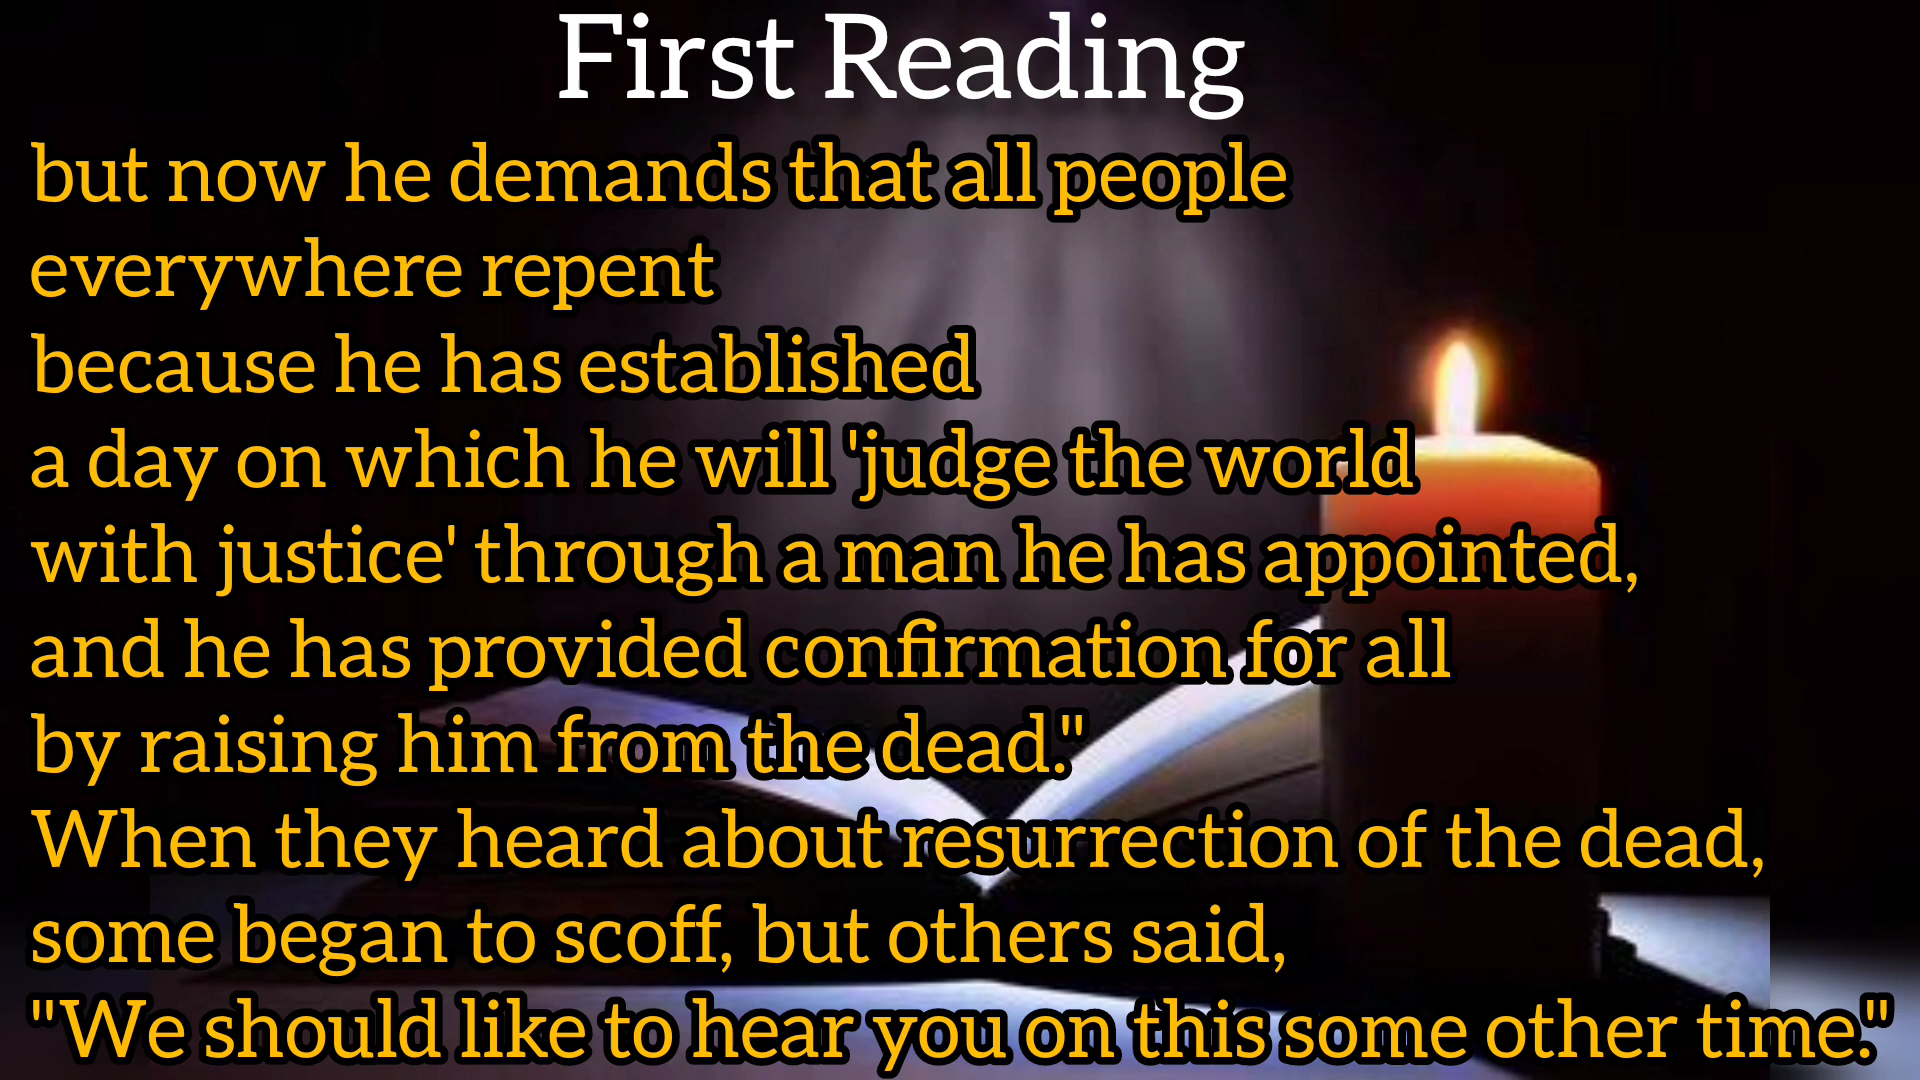 First Reading
but now he demands that all people
everywhere repent
because he has established
a day on which he will 'judge the world
with justice' through a man he has appointed,
and he has provided confirmation for all
by raising him from the dead."
When they heard about resurrection of the dead,
some began to scoff, but others said,
"We should like to hear you on this some other time."